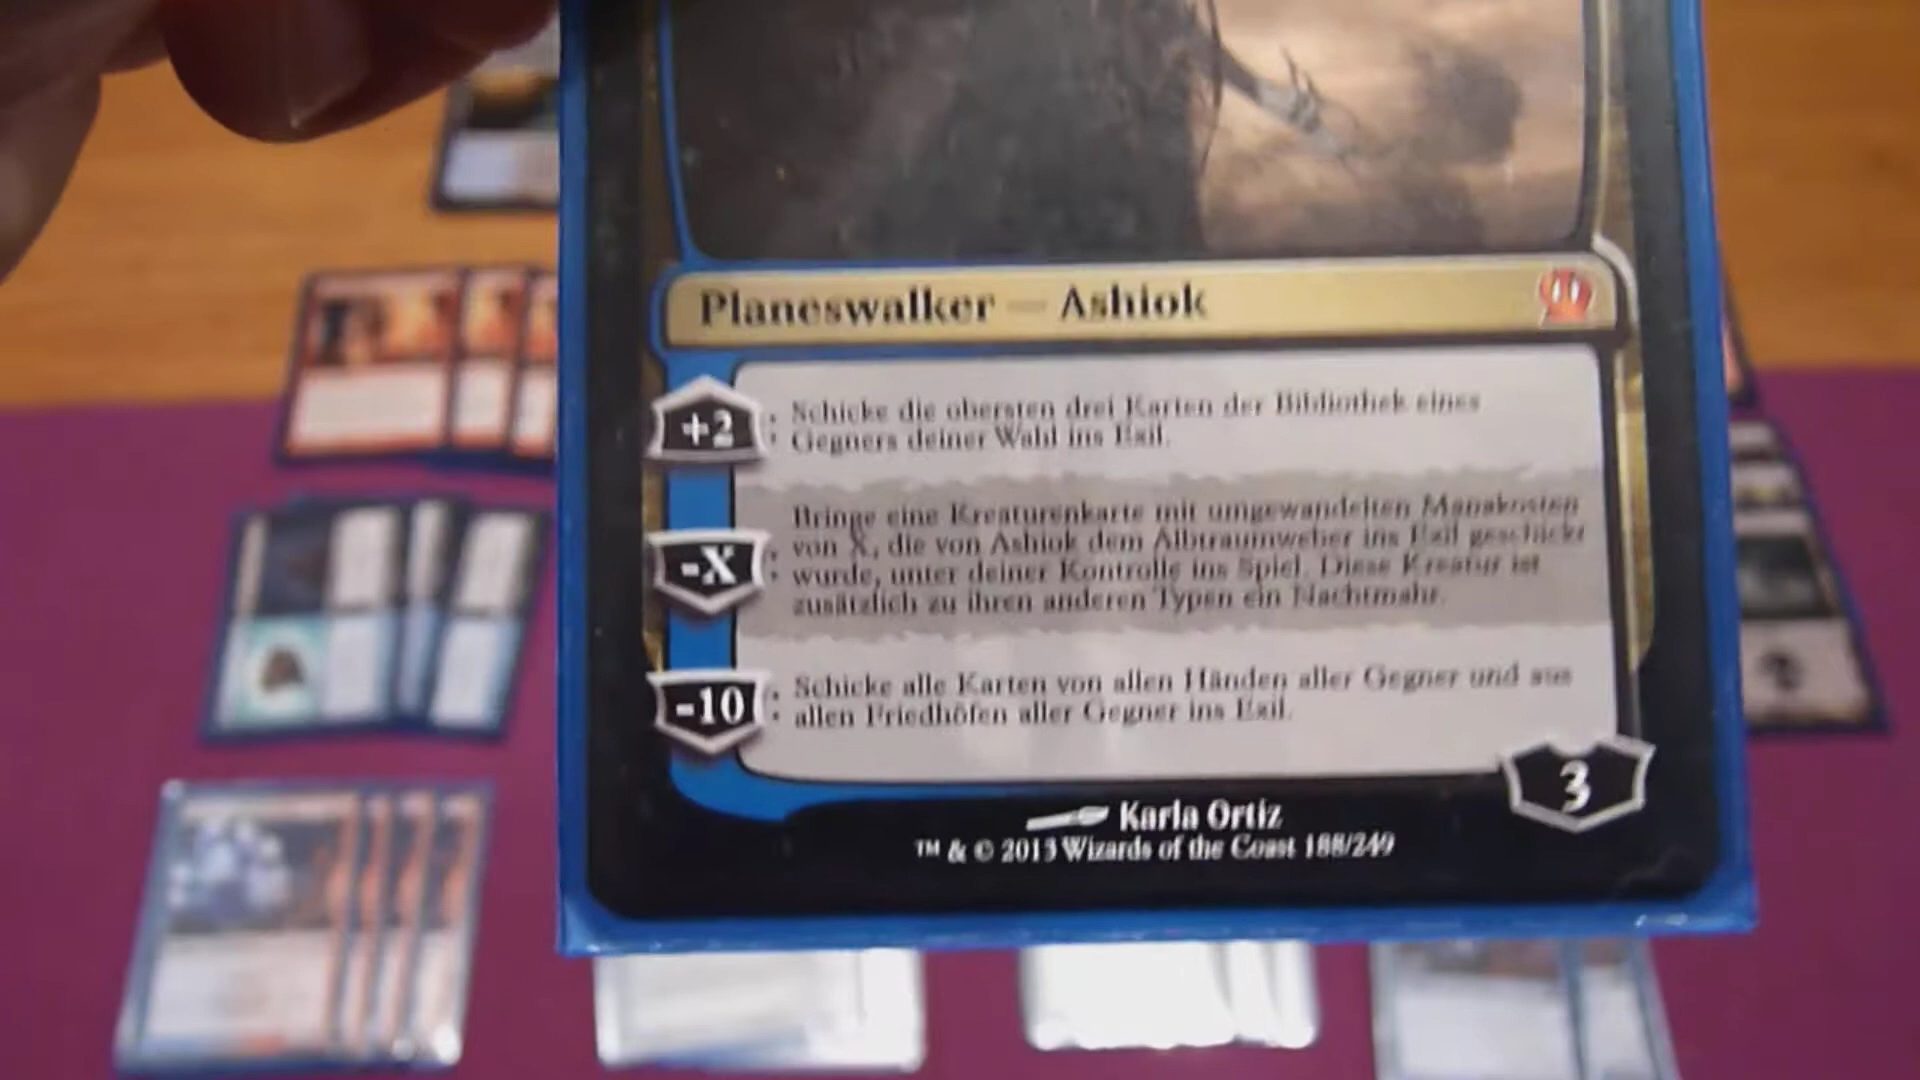 Planeswalker — Ashiok
+2 : Schicke die obersten drei Karten der Bibliothek eines
Gegners deiner Wahl ins Exil.
Bringe eine Kreaturenkarte mit umgewandelten Manakosten
von X, die von Ashiok dem Albtraumweber ins Exil geschickt
-X : wurde, unter deiner Kontrolle ins Spiel. Diese Kreatur ist
zusätzlich zu ihren anderen Typen ein Nachtmahr.
-10 : Schicke alle Karten von allen Händen aller Gegner und aus
allen Friedhöfen aller Gegner ins Exil.
3
Karla Ortiz
™ & © 2013 Wizards of the Coast 188/249